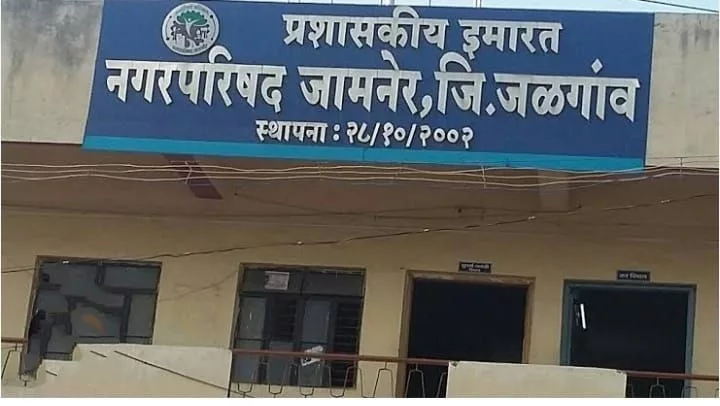 प्रशासकीय इमारत
नगरपरिषद जामनेर, जि.जळगांव
स्थापना : २८/१०/२००२